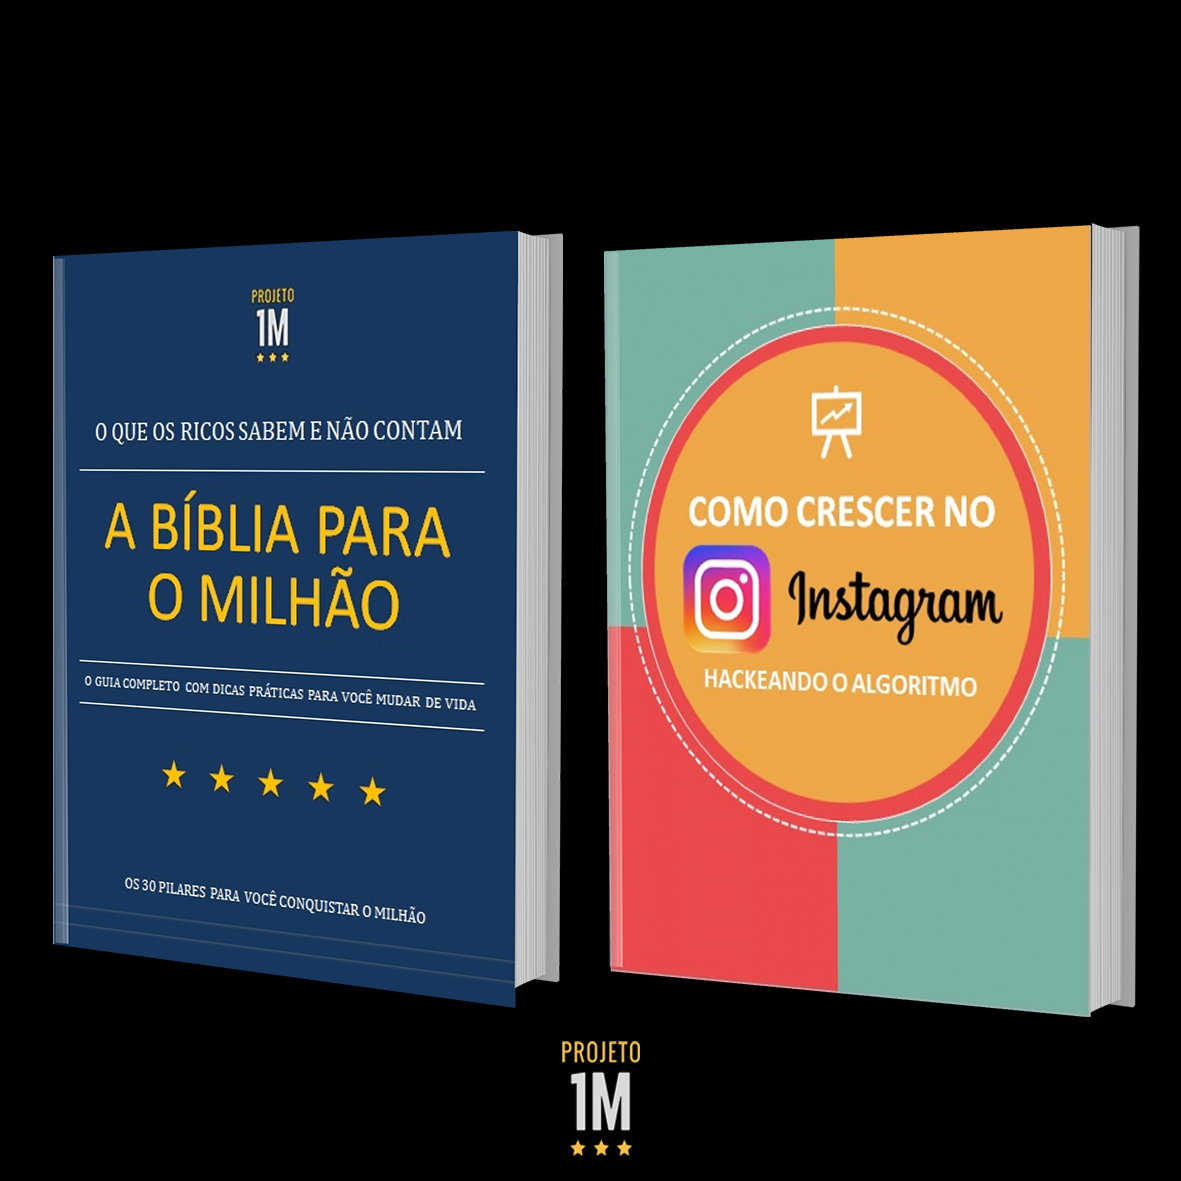 PROJETO
1M
O QUE OS RICOS SABEM E NÃO CONTAM
A BÍBLIA PARA
O MILHÃO
O GUIA COMPLETO COM DICAS PRÁTICAS PARA VOCÊ MUDAR DE VIDA
OS 30 PILARES PARA VOCÊ CONQUISTAR O MILHÃO
COMO CRESCER NO
Instagram
HACKEANDO O ALGORITMO
PROJETO
1M